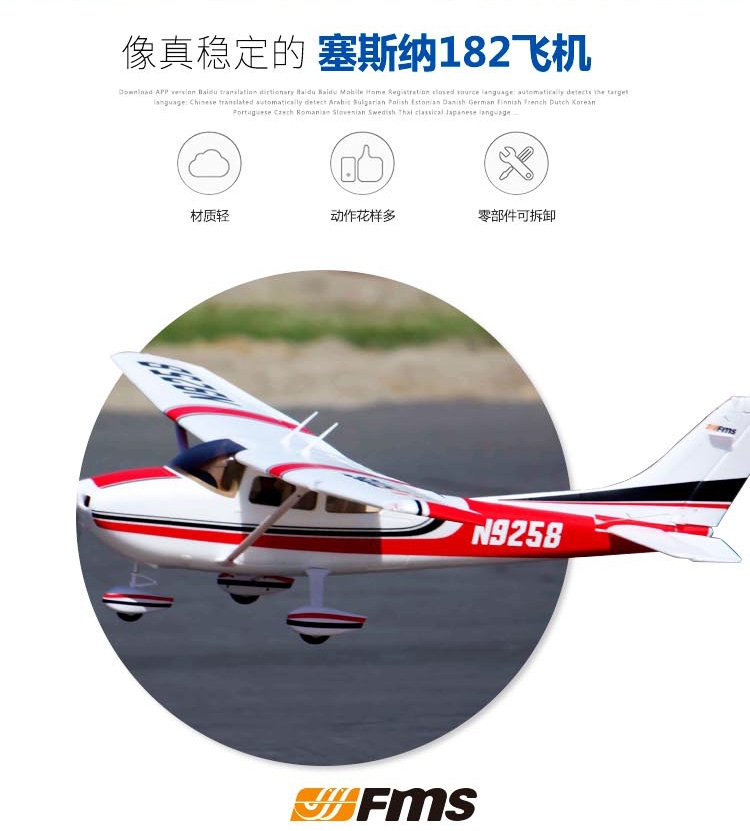 像真稳定的 塞斯纳182飞机
Download APP version Baidu translation dictionary Baidu Baidu Mobile Home Registration closed source language: automatically detects the target
language: Chinese translated automatically detect Arabic Bulgarian Polish Estonian Danish German Finnish French Dutch Korean
Portuguese Czech Romanian Slovenian Swedish Thai classical Japanese language ...
材质轻
动作花样多
零部件可拆卸
N9258
FMS
N9258
FMS